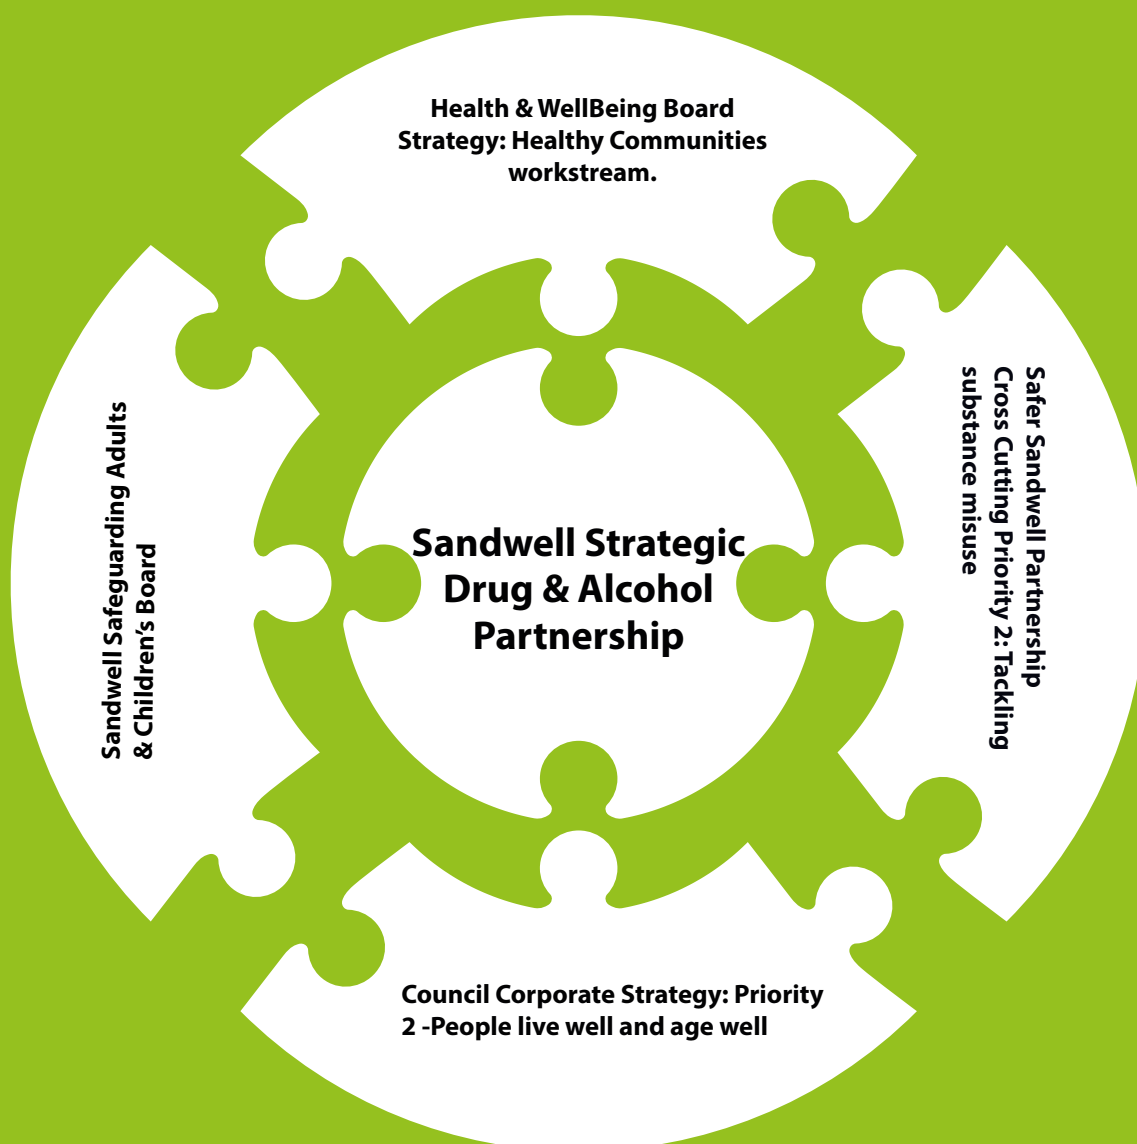 Health & WellBeing Board
Strategy: Healthy Communities
workstream.
Safer Sandwell Partnership
Cross Cutting Priority 2: Tackling
substance misuse
Sandwell Safeguarding Adults
& Children’s Board
Sandwell Strategic
Drug & Alcohol
Partnership
Council Corporate Strategy: Priority
2 -People live well and age well